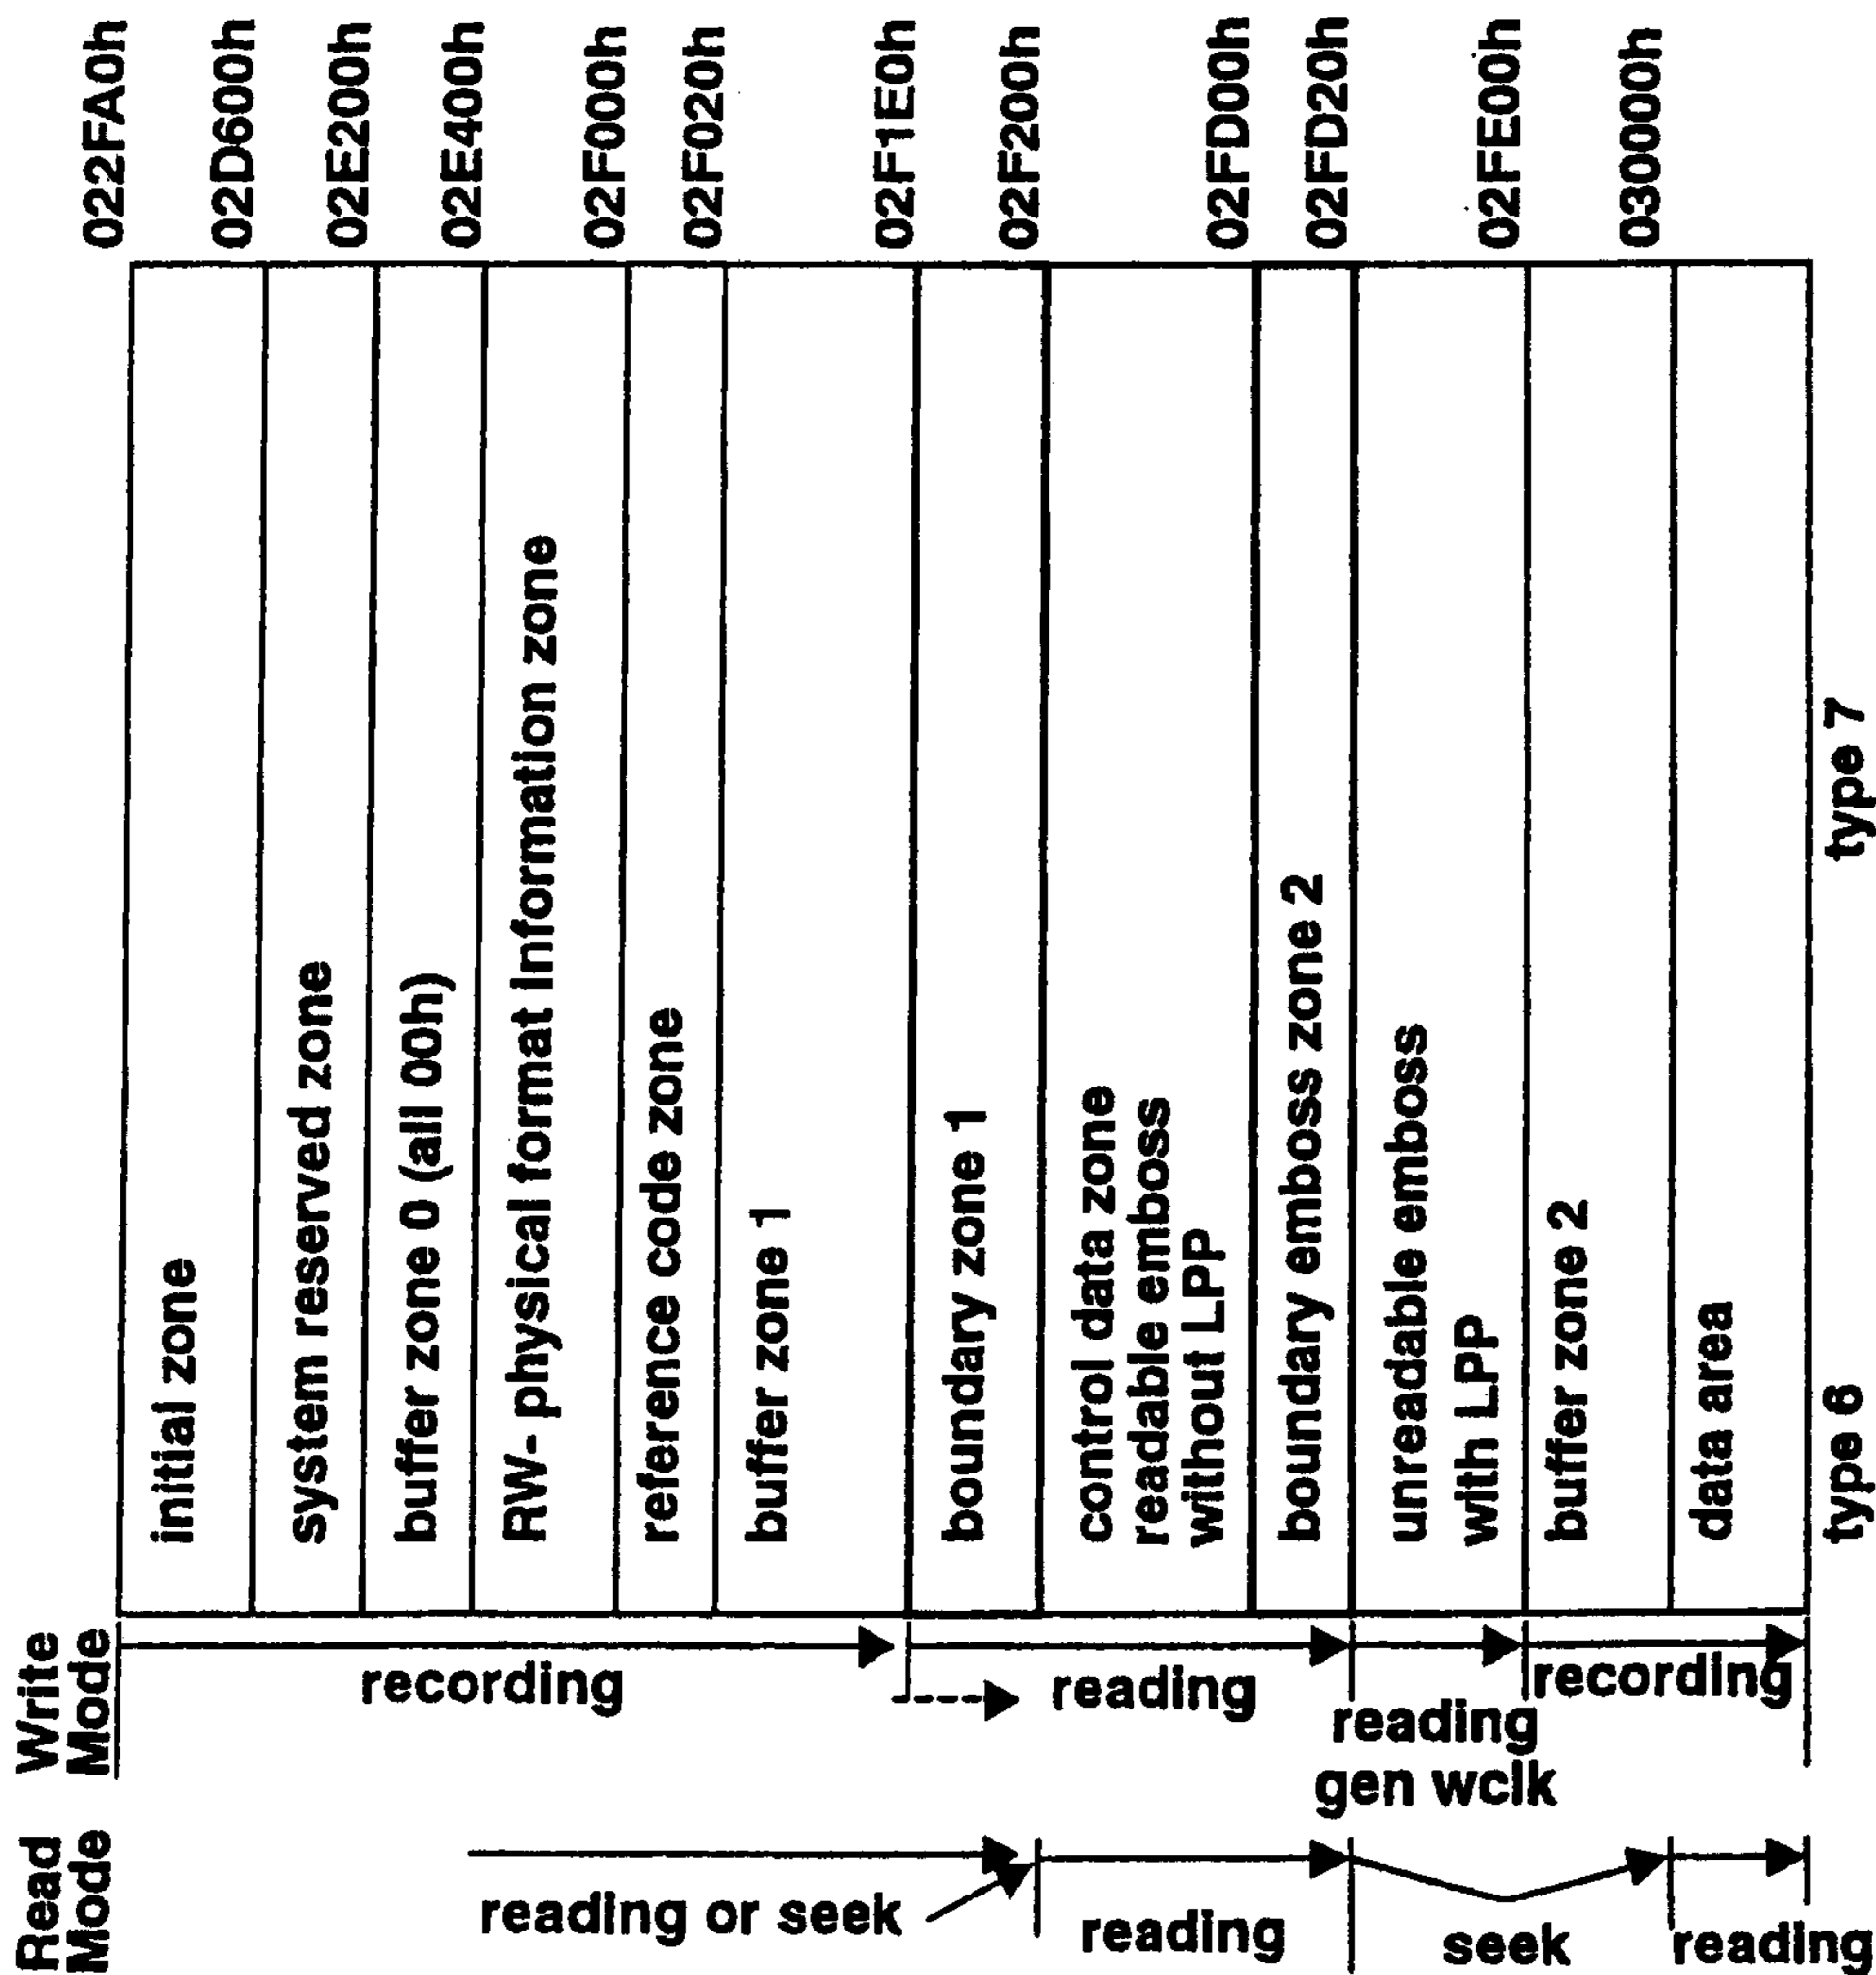 022FA0h
02D600h
02E200h
02E400h
02F000h
02F020h
02F1E0h
02F200h
02FD00h
02FD20h
02FE00h
030000h
initial zone
system reserved zone
buffer zone 0 (all 00h)
RW- physical format Information zone
reference code zone
buffer zone 1
boundary zone 1
control data zone
readable emboss
without LPP
boundary emboss zone 2
unreadable emboss
with LPP
buffer zone 2
data area
type 6
type 7
Write
Mode
recording
reading
reading
gen wclk
recording
Read
Mode
reading or seek
reading
seek
reading